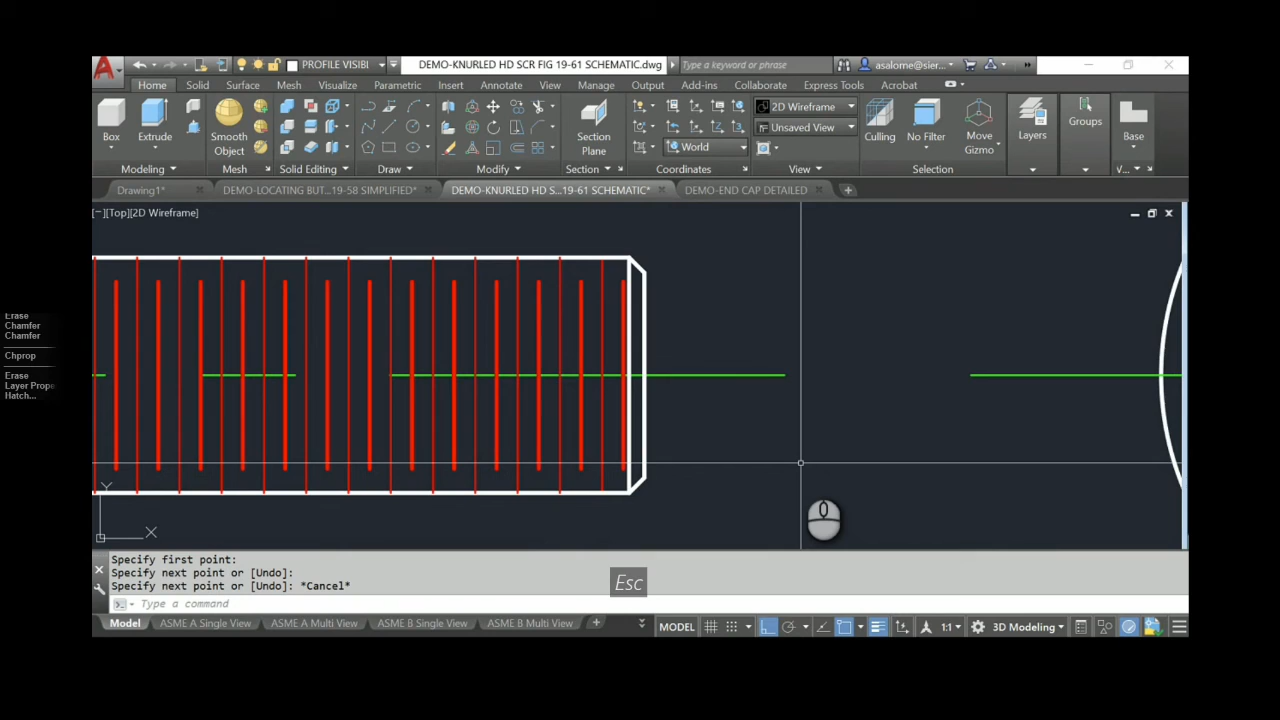 PROFILE VISIBI
DEMO-KNURLED HD SCR FIG 19-61 SCHEMATIC.dwg
Type a keyword or phrase
asalome@sier...
Home Solid Surface Mesh Visualize Parametric Insert Annotate View Manage Output Add-ins Collaborate Express Tools Acrobat
2D Wireframe
Unsaved View
World
Box
Extrude
Smooth
Object
Section
Plane
Culling
No Filter
Move
Gizmo
Layers
Groups
Base
Modeling
Mesh
Solid Editing
Draw
Modify
Section
Coordinates
View
Selection
V...
Drawing1*
DEMO-LOCATING BUT...19-58 SIMPLIFIED*
DEMO-KNURLED HD S...19-61 SCHEMATIC*
DEMO-END CAP DETAILED
[−][Top][2D Wireframe]
Erase
Chamfer
Chamfer
Chprop
Erase
Layer Prope
Hatch...
Y
X
0
Specify first point:
Specify next point or [Undo]:
Specify next point or [Undo]: *Cancel*
Esc
Type a command
Model
ASME A Single View
ASME A Multi View
ASME B Single View
ASME B Multi View
MODEL
1:1
3D Modeling